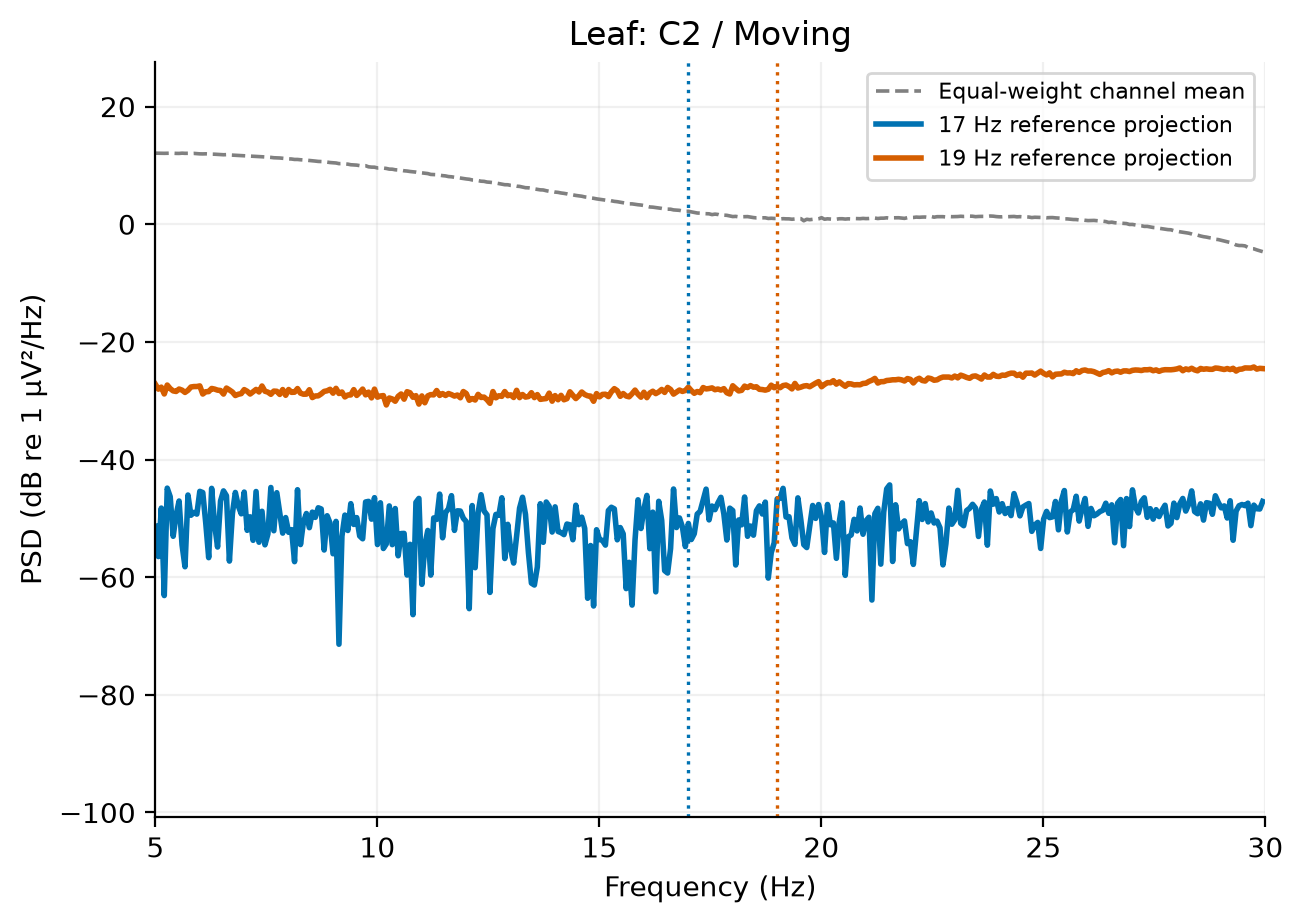 Leaf: C2 / Moving
Equal-weight channel mean
17 Hz reference projection
19 Hz reference projection
PSD (dB re 1 µV²/Hz)
20
0
−20
−40
−60
−80
−100
5
10
15
20
25
30
Frequency (Hz)